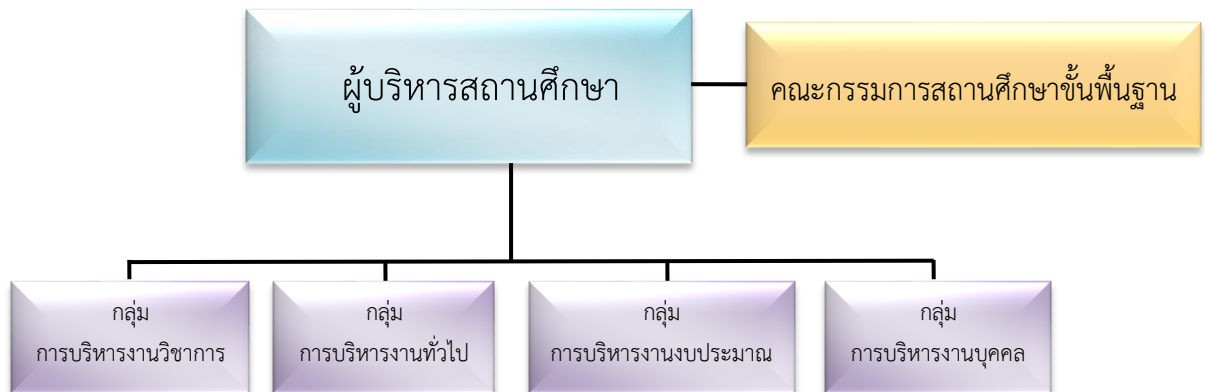 ผู้บริหารสถานศึกษา
คณะกรรมการสถานศึกษาขั้นพื้นฐาน
กลุ่ม
การบริหารงานวิชาการ
กลุ่ม
การบริหารงานทั่วไป
กลุ่ม
การบริหารงานงบประมาณ
กลุ่ม
การบริหารงานบุคคล